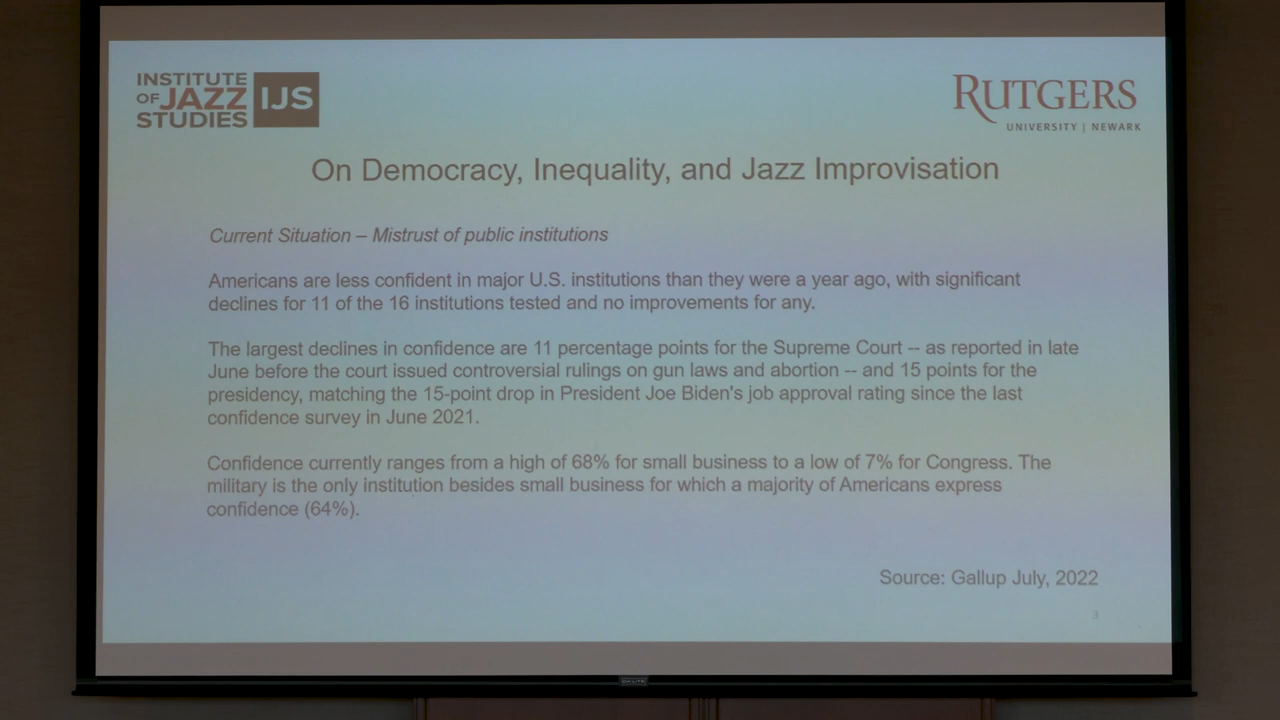 INSTITUTE
OF JAZZ
STUDIES
IJS
RUTGERS
UNIVERSITY | NEWARK
On Democracy, Inequality, and Jazz Improvisation
Current Situation – Mistrust of public institutions
Americans are less confident in major U.S. institutions than they were a year ago, with significant
declines for 11 of the 16 institutions tested and no improvements for any.
The largest declines in confidence are 11 percentage points for the Supreme Court -- as reported in late
June before the court issued controversial rulings on gun laws and abortion -- and 15 points for the
presidency, matching the 15-point drop in President Joe Biden's job approval rating since the last
confidence survey in June 2021.
Confidence currently ranges from a high of 68% for small business to a low of 7% for Congress. The
military is the only institution besides small business for which a majority of Americans express
confidence (64%).
Source: Gallup July, 2022
3
DA-LITE